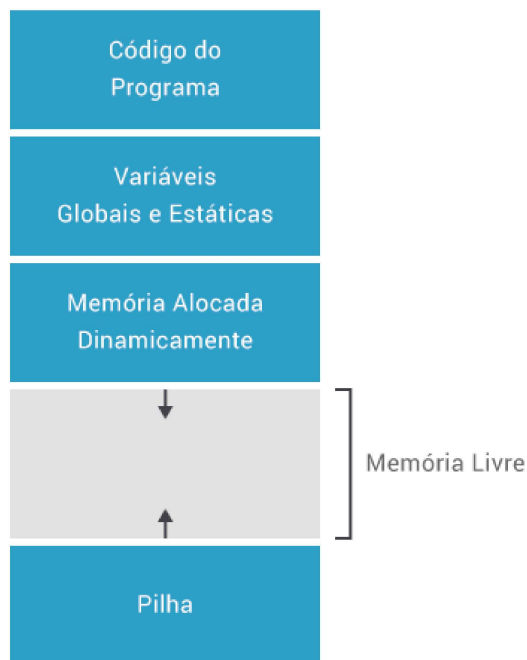 Código do
Programa
Variáveis
Globais e Estáticas
Memória Alocada
Dinamicamente
Memória Livre
Pilha